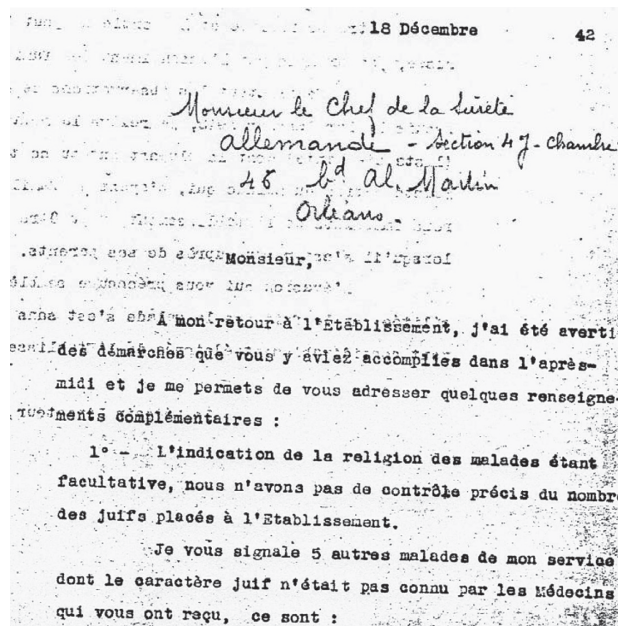 18 Décembre 42
Monsieur le Chef de la Sûreté
allemande - Section 4 J - Chambre
45 bd Al. Martin
Orléans.
Monsieur,
A mon retour à l'Etablissement, j'ai été averti
des démarches que vous y aviez accomplies dans l'après-
midi et je me permets de vous adresser quelques renseigne-
ments complémentaires :
1° - L'indication de la religion des malades étant
facultative, nous n'avons pas de contrôle précis du nombre
des juifs placés à l'Etablissement.
Je vous signale 5 autres malades de mon service
dont le caractère juif n'était pas connu par les Médecins
qui vous ont reçu, ce sont :